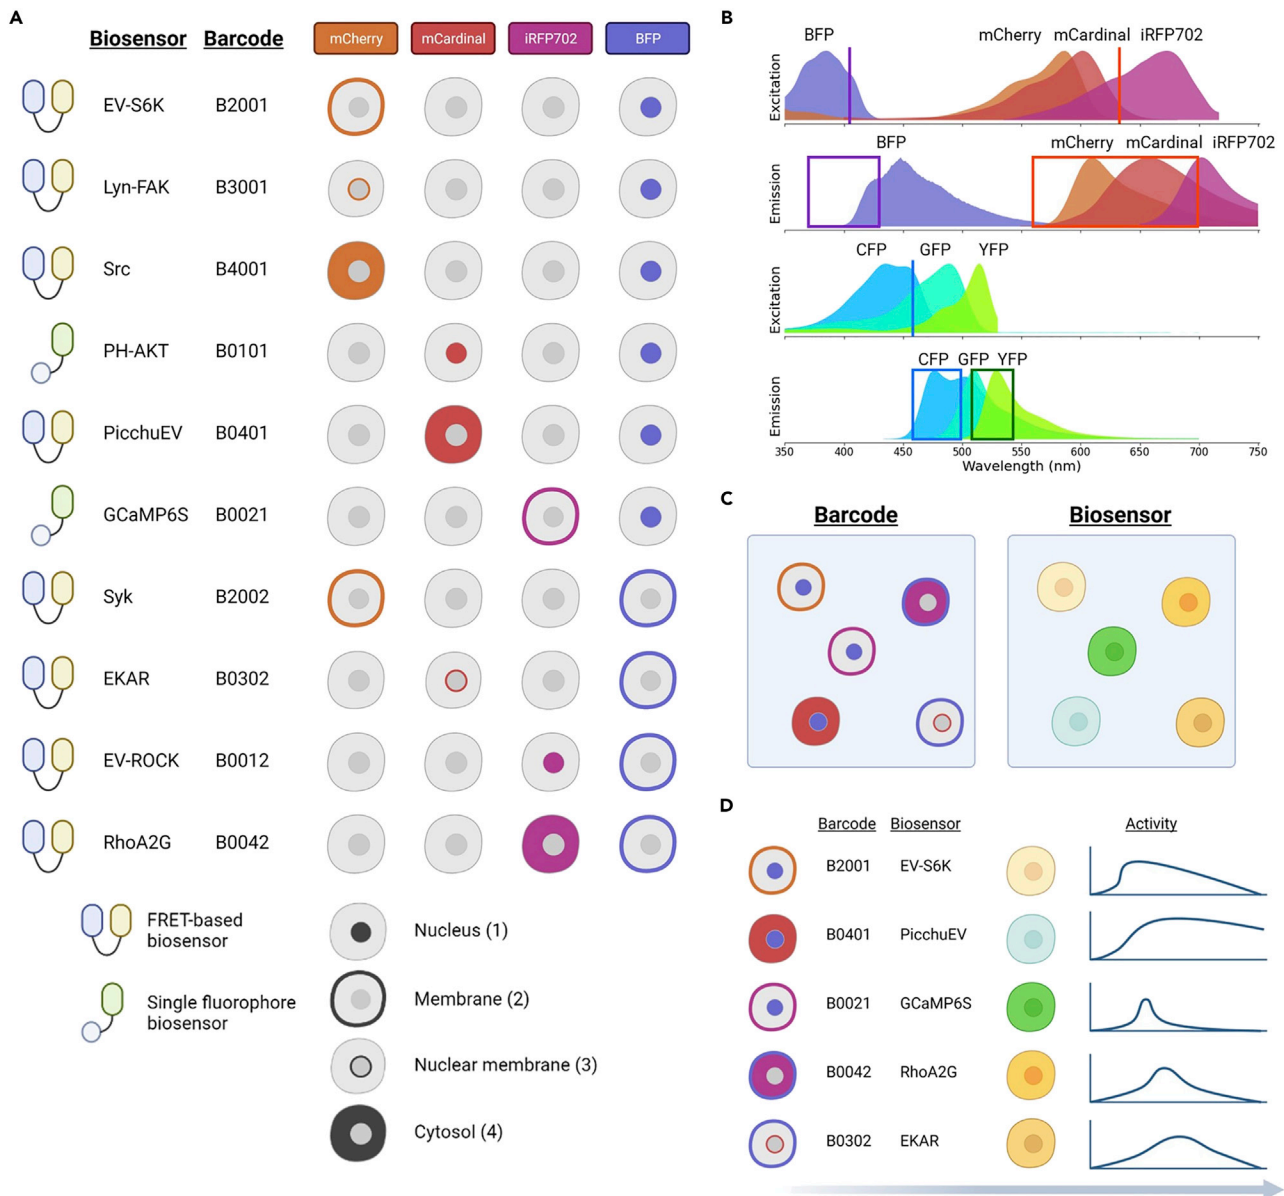 A
Biosensor Barcode mCherry mCardinal iRFP702 BFP
EV-S6K B2001
Lyn-FAK B3001
Src B4001
PH-AKT B0101
PicchuEV B0401
GCaMP6S B0021
Syk B2002
EKAR B0302
EV-ROCK B0012
RhoA2G B0042
FRET-based
biosensor
Single fluorophore
biosensor
Nucleus (1)
Membrane (2)
Nuclear membrane (3)
Cytosol (4)
B
BFP mCherry mCardinal iRFP702
Excitation
BFP mCherry mCardinal iRFP702
Emission
CFP GFP YFP
Excitation
CFP GFP YFP
Emission
350 400 450 500 550 600 650 700 750
Wavelength (nm)
C
Barcode Biosensor
D
Barcode Biosensor Activity
B2001 EV-S6K
B0401 PicchuEV
B0021 GCaMP6S
B0042 RhoA2G
B0302 EKAR